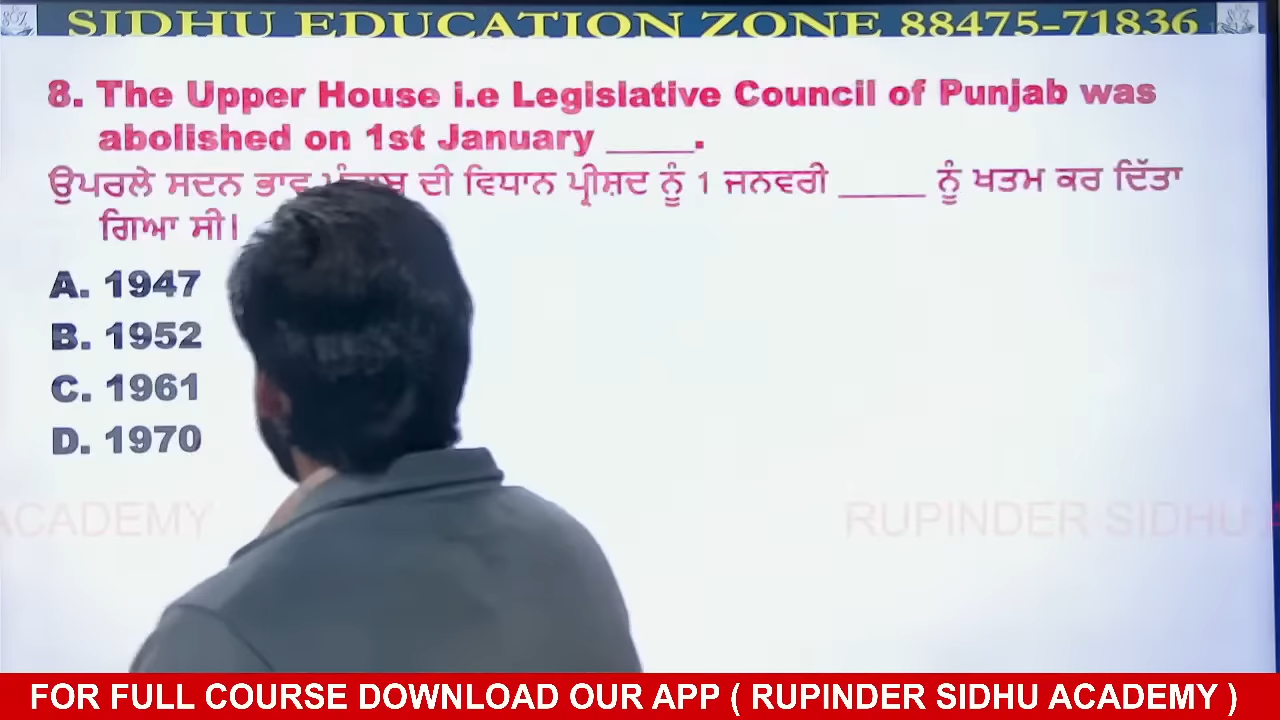 SIDHU EDUCATION ZONE 88475-71836
8. The Upper House i.e Legislative Council of Punjab was
abolished on 1st January _____.
ਉਪਰਲੇ ਸਦਨ ਭਾਵ ਪੰਜਾਬ ਦੀ ਵਿਧਾਨ ਪ੍ਰੀਸ਼ਦ ਨੂੰ 1 ਜਨਵਰੀ _____ ਨੂੰ ਖਤਮ ਕਰ ਦਿੱਤਾ
ਗਿਆ ਸੀ।
A. 1947
B. 1952
C. 1961
D. 1970
ACADEMY
RUPINDER SIDHU
FOR FULL COURSE DOWNLOAD OUR APP ( RUPINDER SIDHU ACADEMY )